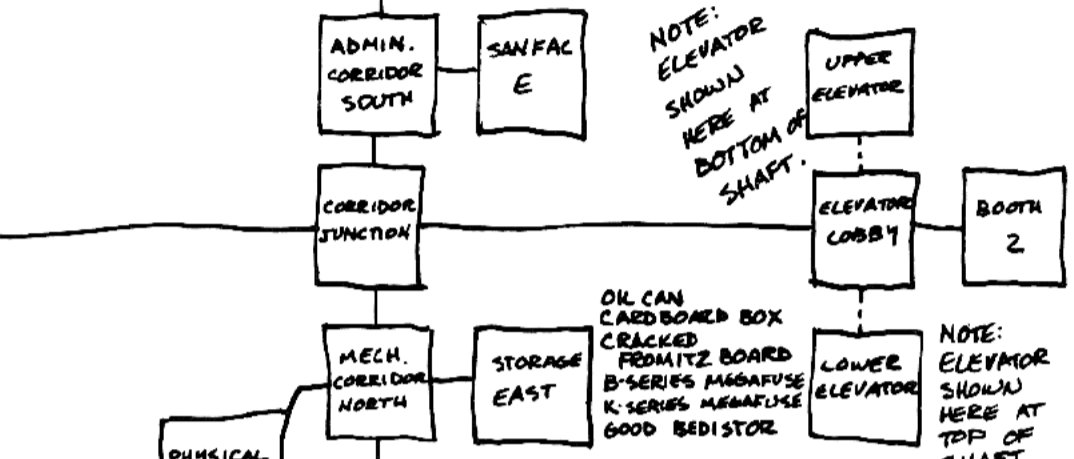 ADMIN.
CORRIDOR
SOUTH
SANFAC
E
NOTE:
ELEVATOR
SHOWN
HERE AT
BOTTOM OF
SHAFT.
UPPER
ELEVATOR
CORRIDOR
JUNCTION
ELEVATOR
LOBBY
BOOTH
2
MECH.
CORRIDOR
NORTH
STORAGE
EAST
OIL CAN
CARDBOARD BOX
CRACKED
FROMITZ BOARD
B-SERIES MEGAFUSE
K-SERIES MEGAFUSE
GOOD BEDISTOR
LOWER
ELEVATOR
NOTE:
ELEVATOR
SHOWN
HERE AT
TOP OF
SHAFT
PHYSICAL